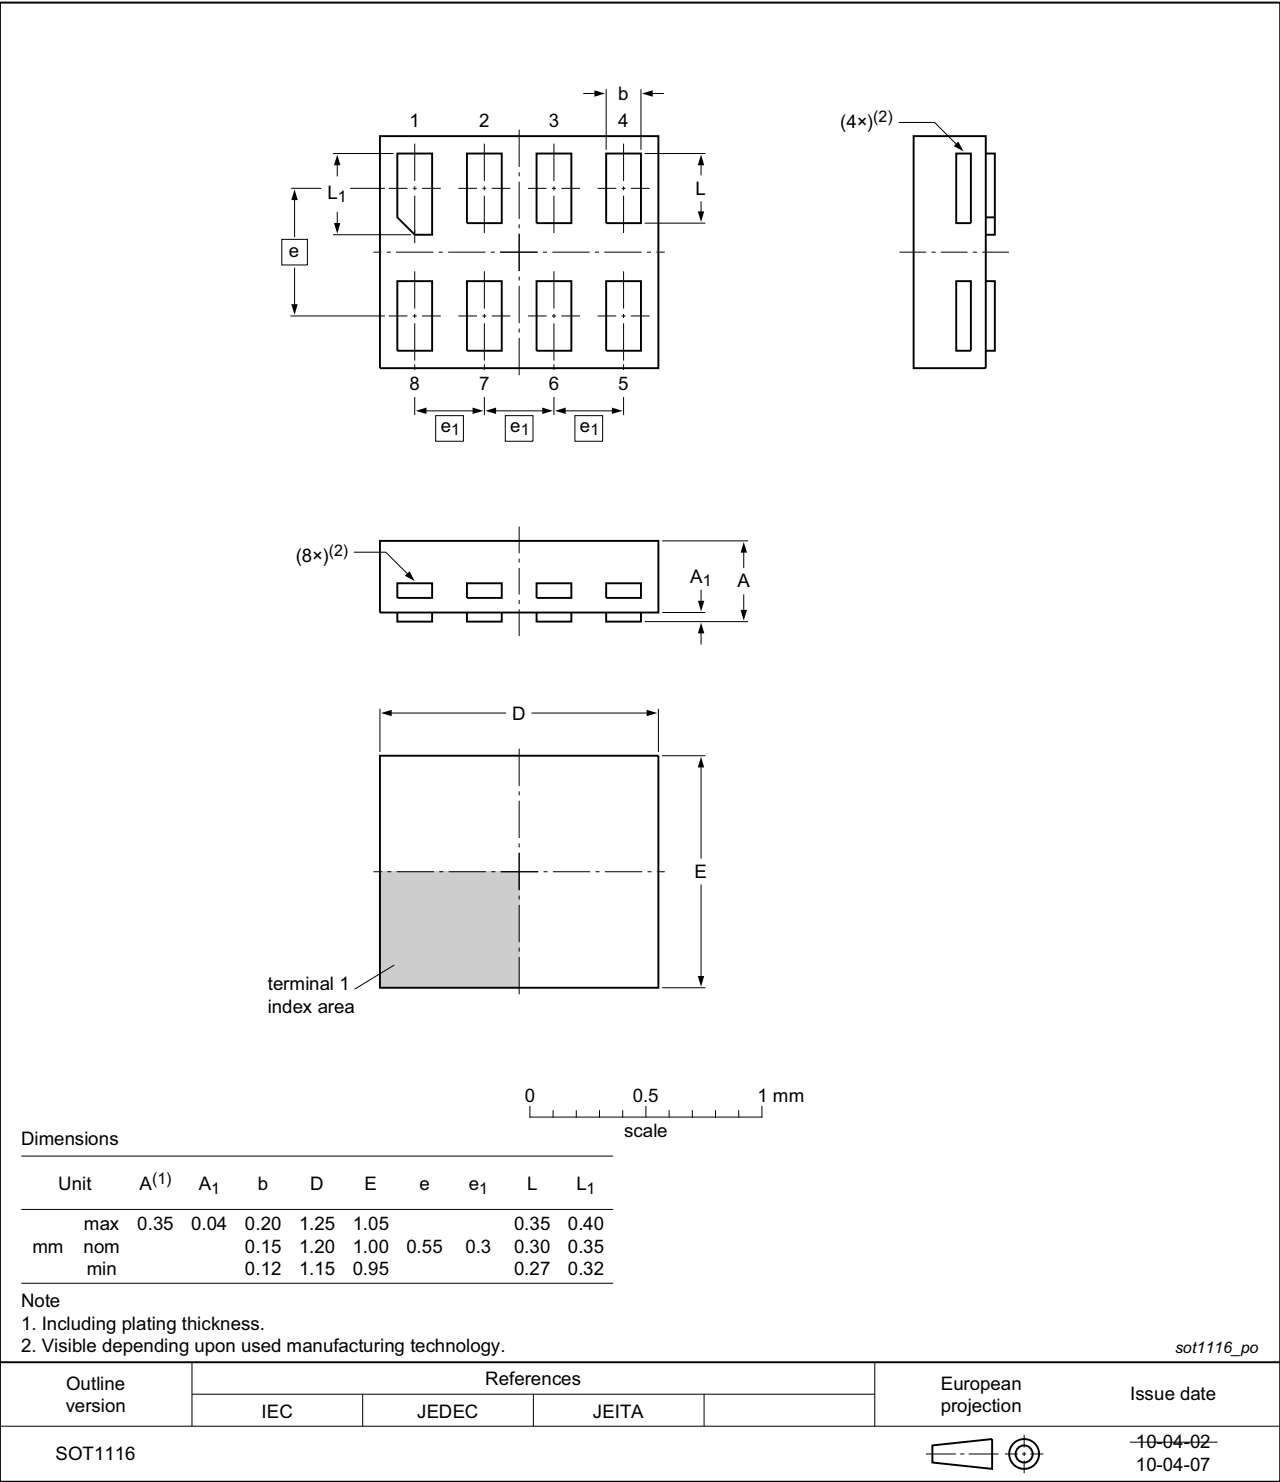 b
1 2 3 4
(4×)(2)
L1
L
e
8 7 6 5
e1 e1 e1
(8×)(2)
A1
A
D
E
terminal 1
index area
0 0.5 1 mm
scale
Dimensions
Unit A(1) A1 b D E e e1 L L1
max 0.35 0.04 0.20 1.25 1.05 0.35 0.40
mm nom 0.15 1.20 1.00 0.55 0.3 0.30 0.35
min 0.12 1.15 0.95 0.27 0.32
Note
1. Including plating thickness.
2. Visible depending upon used manufacturing technology.
sot1116_po
Outline
version
References
IEC JEDEC JEITA
European
projection
Issue date
SOT1116
10-04-02
10-04-07